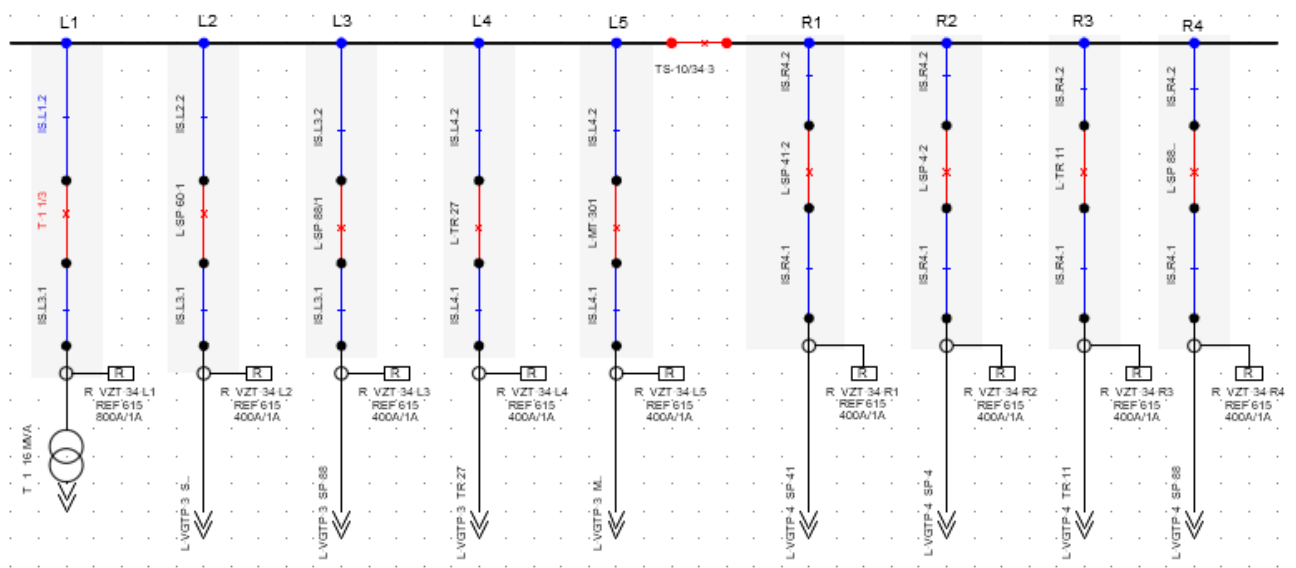 L1
L2
L3
L4
L5
R1
R2
R3
R4
TS-10/34·3
IS.L1.2
IS.L2.2
IS.L3.2
IS.L4.2
IS.L4.2
IS.R4.2
IS.R4.2
IS.R4.2
IS.R4.2
T·1 1/3
L·SP·60·1
L·SP·88/1
L·TR·27
L·MT·301
L·SP·41·2
L·SP·4·2
L·TR·11
L·SP·88..
IS.L3.1
IS.L3.1
IS.L3.1
IS.L4.1
IS.L4.1
IS.R4.1
IS.R4.1
IS.R4.1
IS.R4.1
R
R
R
R
R
R
R
R
R
R VZT·34·L1
REF615
800A/1A
R VZT·34·L2
REF615
400A/1A
R VZT·34·L3
REF615
400A/1A
R VZT·34·L4
REF615
400A/1A
R VZT·34·L5
REF615
400A/1A
R VZT·34·R1
REF615
400A/1A
R VZT·34·R2
REF615
400A/1A
R VZT·34·R3
REF615
400A/1A
R VZT·34·R4
REF615
400A/1A
T 1 16 MVA
L·VGTP·3 S..
L·VGTP·3 SP·88
L·VGTP·3 TR·27
L·VGTP·3 M..
L·VGTP·4 SP·41
L·VGTP·4 SP·4
L·VGTP·4 TR·11
L·VGTP·4 SP·88